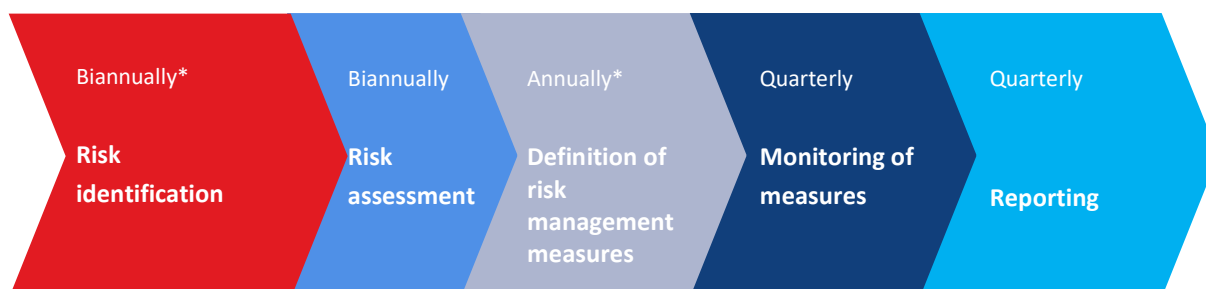 Biannually*
Risk
identification
Biannually
Risk
assessment
Annually*
Definition of
risk
management
measures
Quarterly
Monitoring of
measures
Quarterly
Reporting